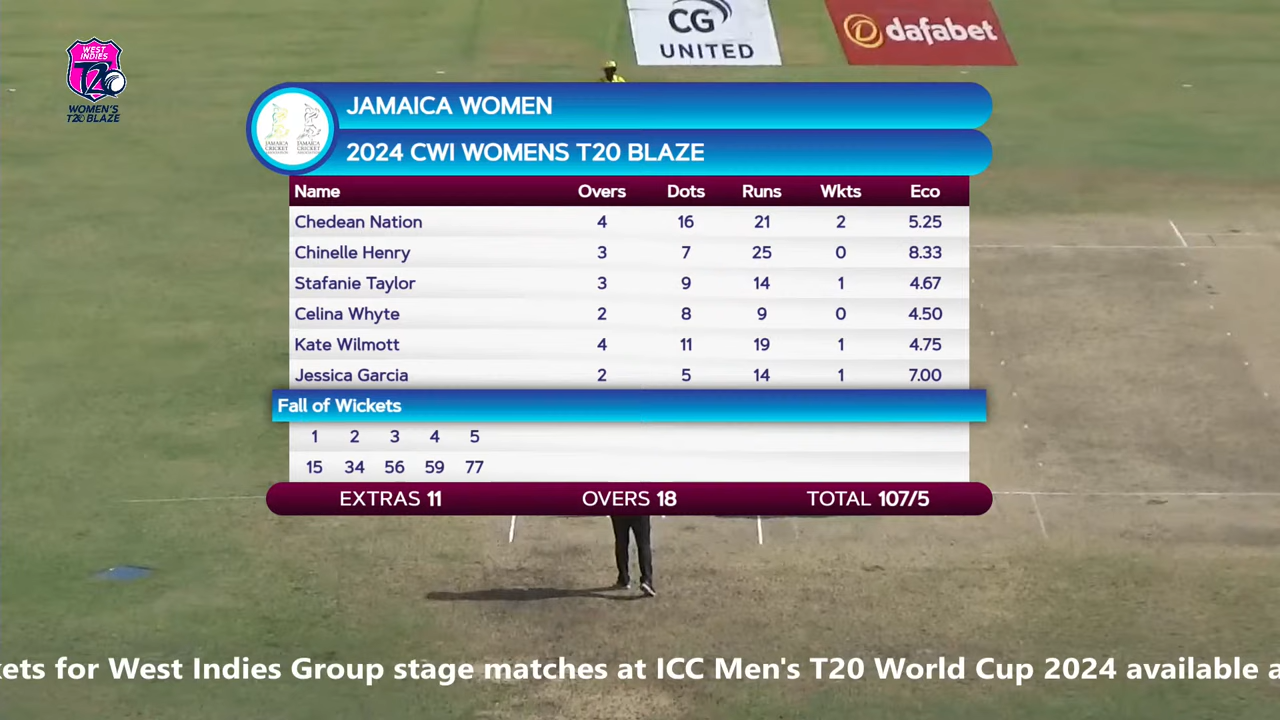 CG
UNITED
dafabet
WEST
INDIES
T20
WOMEN'S
T20 BLAZE
JAMAICA WOMEN
2024 CWI WOMENS T20 BLAZE
JAMAICA JAMAICA
CRICKET CRICKET
Name Overs Dots Runs Wkts Eco
Chedean Nation 4 16 21 2 5.25
Chinelle Henry 3 7 25 0 8.33
Stafanie Taylor 3 9 14 1 4.67
Celina Whyte 2 8 9 0 4.50
Kate Wilmott 4 11 19 1 4.75
Jessica Garcia 2 5 14 1 7.00
Fall of Wickets
1 2 3 4 5
15 34 56 59 77
EXTRAS 11 OVERS 18 TOTAL 107/5
kets for West Indies Group stage matches at ICC Men's T20 World Cup 2024 available a